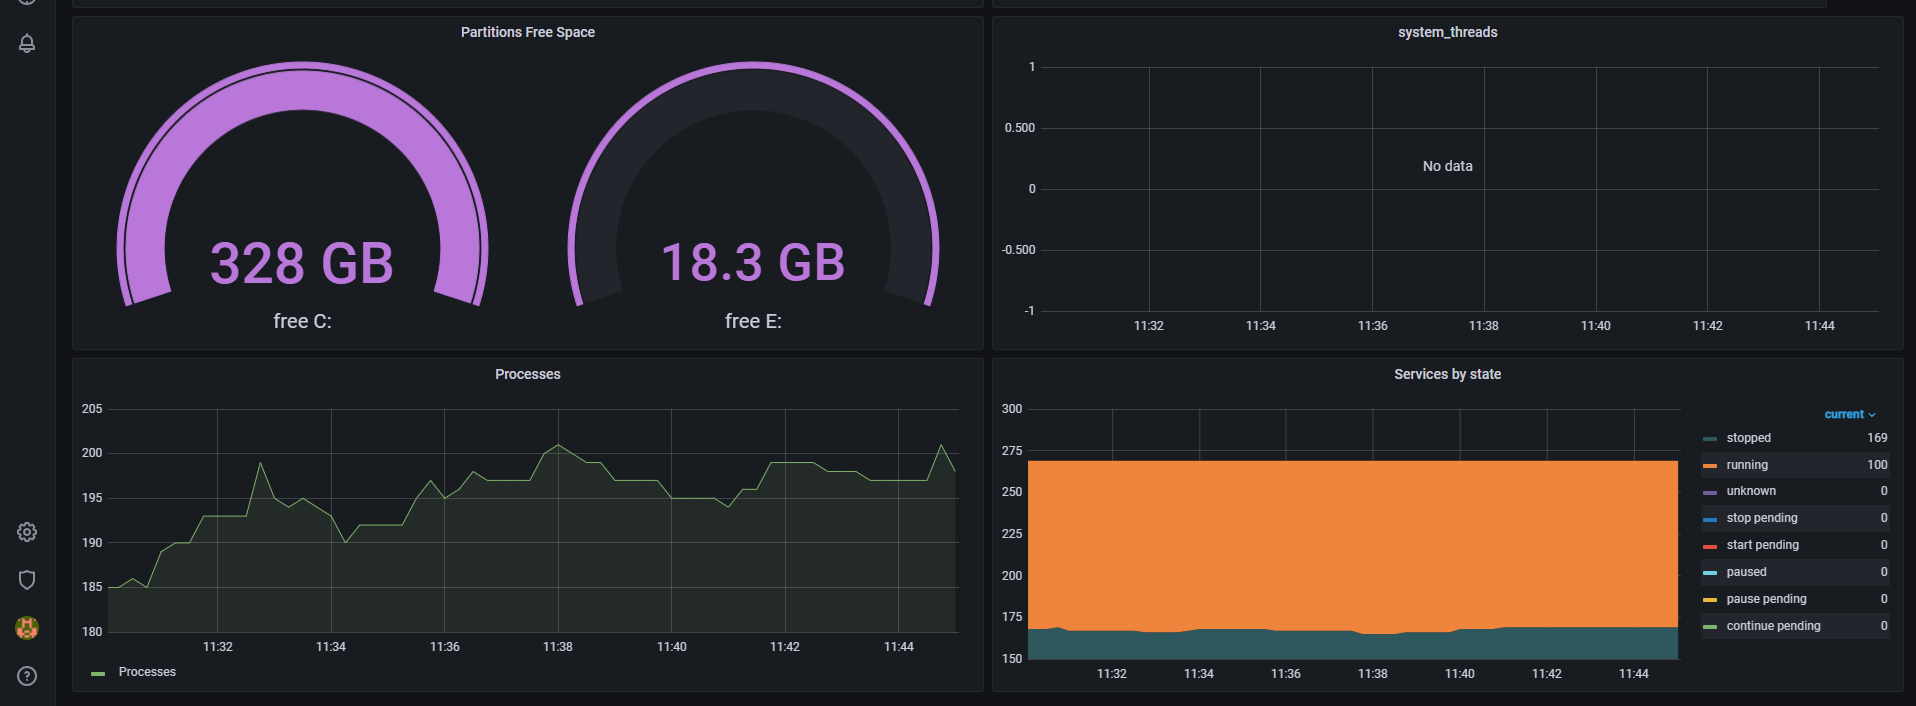 Partitions Free Space
328 GB
free C:
18.3 GB
free E:
system_threads
1
0.500
0
-0.500
-1
No data
11:32 11:34 11:36 11:38 11:40 11:42 11:44
Processes
205
200
195
190
185
180
11:32 11:34 11:36 11:38 11:40 11:42 11:44
Processes
Services by state
300
275
250
225
200
175
150
11:32 11:34 11:36 11:38 11:40 11:42 11:44
current
stopped 169
running 100
unknown 0
stop pending 0
start pending 0
paused 0
pause pending 0
continue pending 0